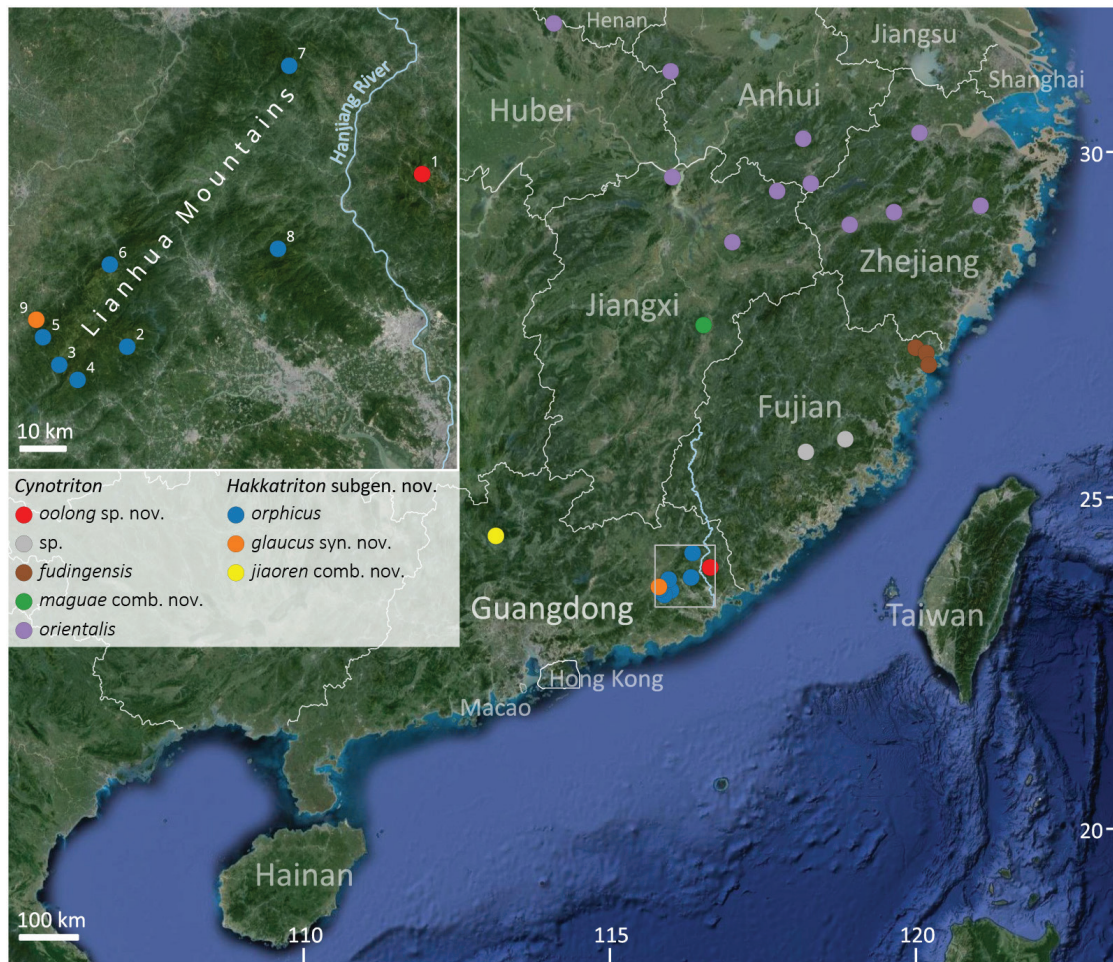 7
Hanjiang River
Lianhua Mountains
1
8
6
9
5
2
3
4
10 km
Cynotriton
oolong sp. nov.
sp.
fudingensis
maguae comb. nov.
orientalis
Hakkatriton subgen. nov.
orphicus
glaucus syn. nov.
jiaoren comb. nov.
Henan
Jiangsu
Shanghai
Hubei
Anhui
30
Zhejiang
Jiangxi
Fujian
25
Guangdong
Taiwan
Hong Kong
Macao
20
Hainan
100 km
110
115
120